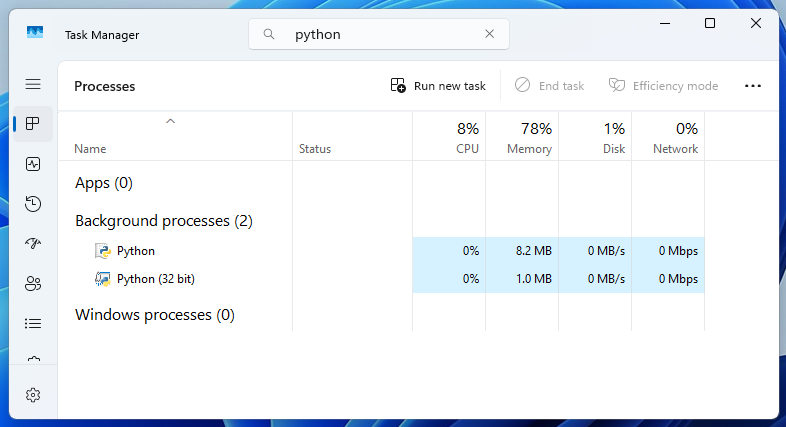 Task Manager
python
Processes
Run new task
End task
Efficiency mode
8% 78% 1% 0%
Name Status CPU Memory Disk Network
Apps (0)
Background processes (2)
Python 0% 8.2 MB 0 MB/s 0 Mbps
Python (32 bit) 0% 1.0 MB 0 MB/s 0 Mbps
Windows processes (0)